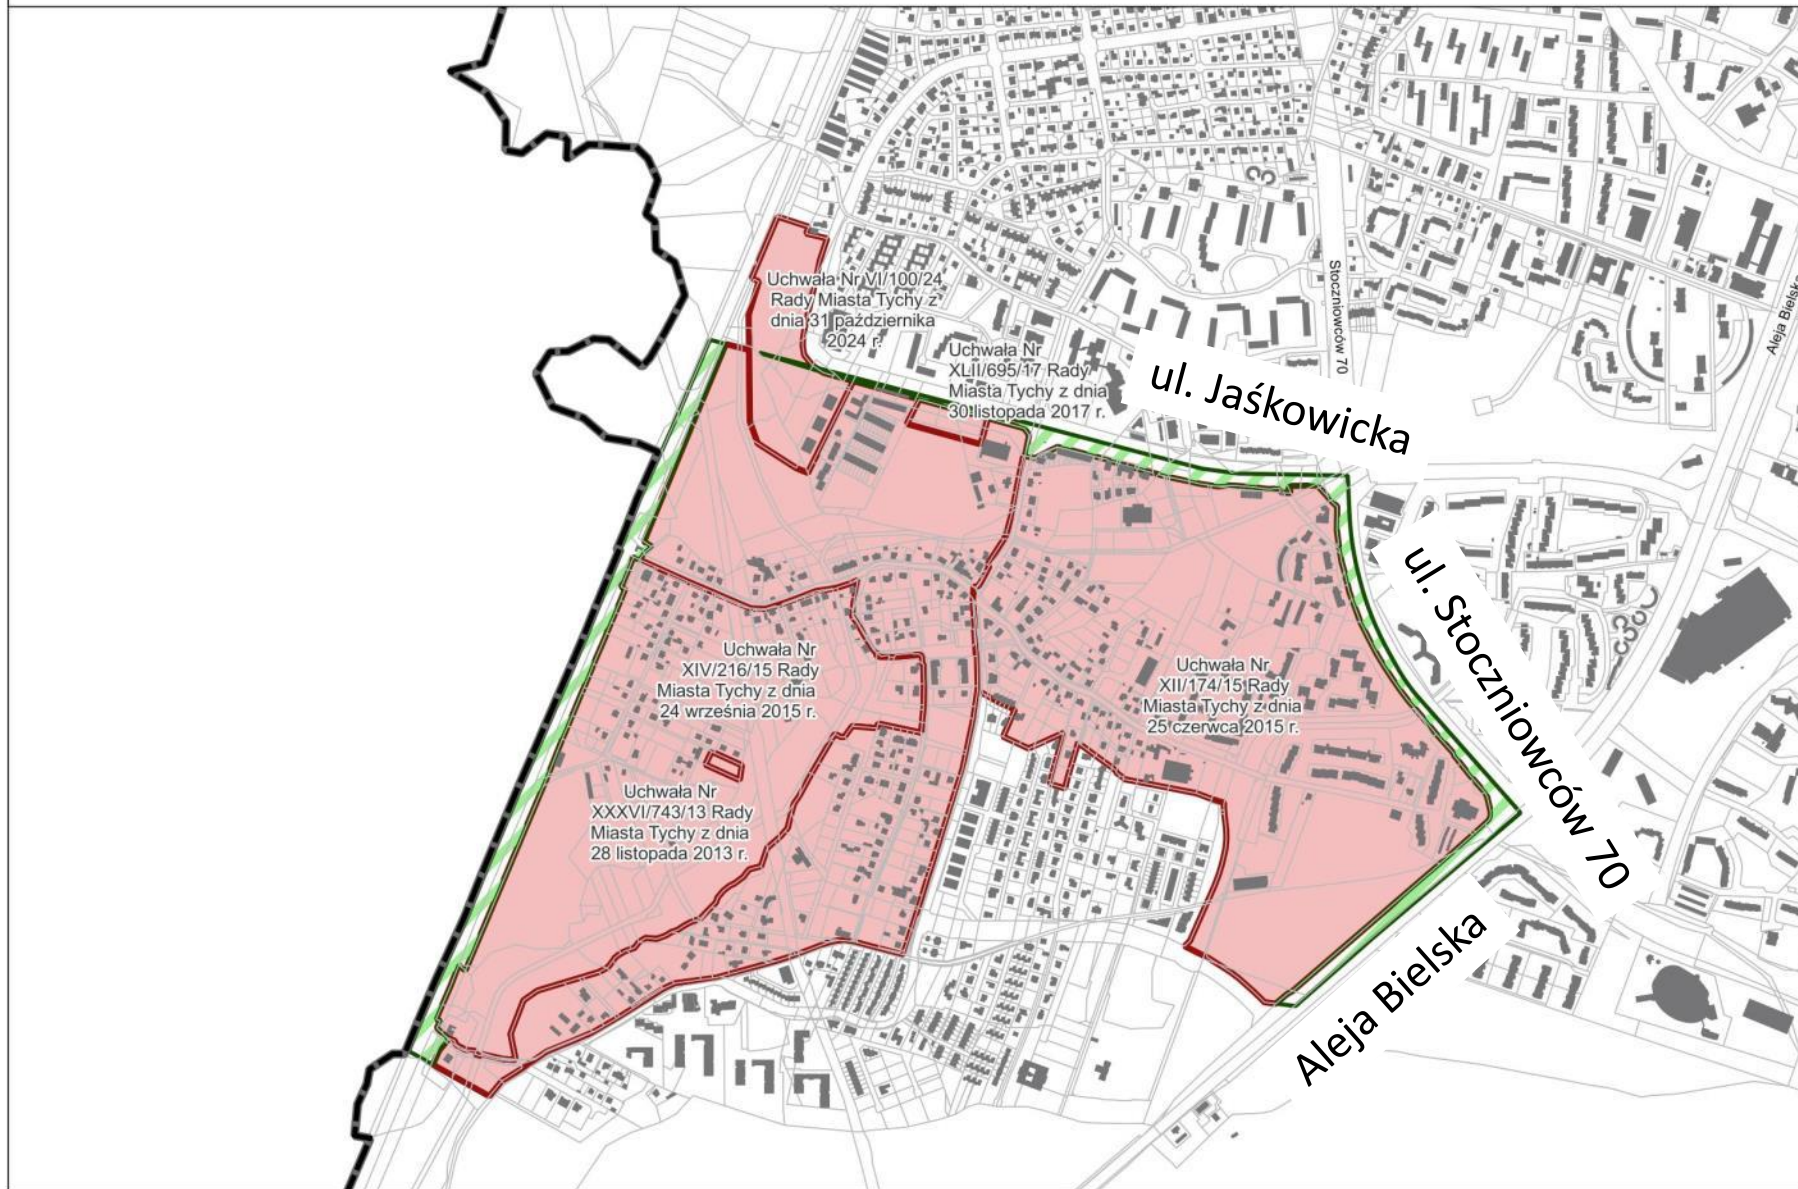 Uchwała Nr VI/100/24
Rady Miasta Tychy z
dnia 31 października
2024 r.
Uchwała Nr
XLII/695/17 Rady
Miasta Tychy z dnia
30 listopada 2017 r.
Stoczniowców 70
ul. Jaśkowicka
Aleja Bielska
ul. Stoczniowców 70
Uchwała Nr
XIV/216/15 Rady
Miasta Tychy z dnia
24 września 2015 r.
Uchwała Nr
XII/174/15 Rady
Miasta Tychy z dnia
25 czerwca 2015 r.
Uchwała Nr
XXXVI/743/13 Rady
Miasta Tychy z dnia
28 listopada 2013 r.
Aleja Bielska